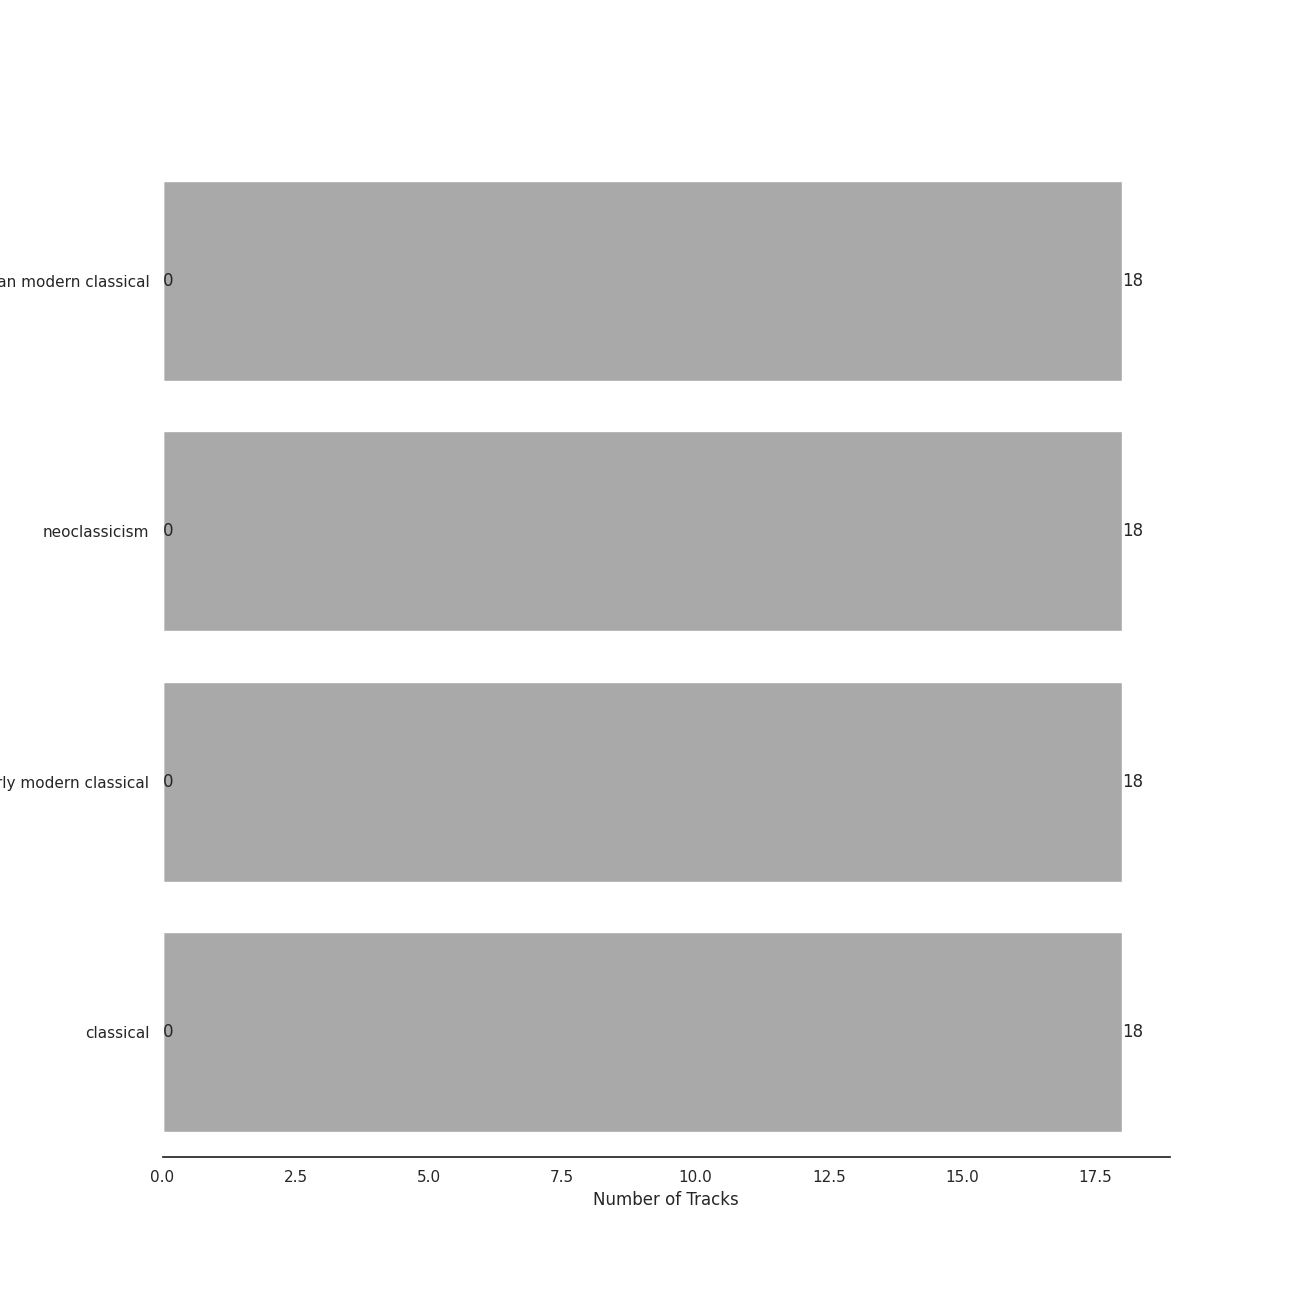 an modern classical 0 18
neoclassicism 0 18
rly modern classical 0 18
classical 0 18
0.0 2.5 5.0 7.5 10.0 12.5 15.0 17.5
Number of Tracks